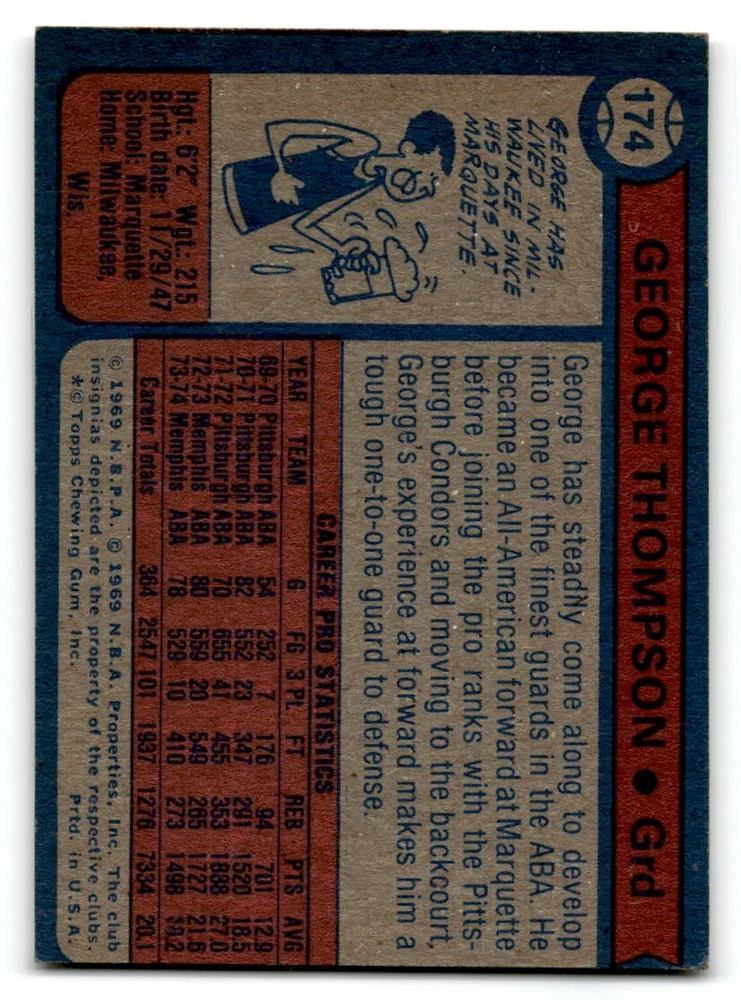 174
GEORGE THOMPSON • Grd
GEORGE HAS
LIVED IN MIL-
WAUKEE SINCE
HIS DAYS AT
MARQUETTE.
Hgt.: 6'2" Wgt.: 215
Birth date: 11/29/47
School: Marquette
Home: Milwaukee,
Wis.
George has steadily come along to develop
into one of the finest guards in the ABA. He
became an All-American forward at Marquette
before joining the pro ranks with the Pitts-
burgh Condors and moving to the backcourt,
George's experience at forward makes him a
tough one-to-one guard to defense.
CAREER PRO STATISTICS
YEAR TEAM G FG 3 Pt. FT REB PTS AVG
69-70 Pittsburgh ABA 54 252 7 176 94 701 12.9
70-71 Pittsburgh ABA 82 552 23 347 291 1520 18.5
71-72 Pittsburgh ABA 70 655 41 455 353 1888 27.0
72-73 Memphis ABA 80 559 20 549 265 1727 21.6
73-74 Memphis ABA 78 529 10 410 273 1498 19.2
Career Totals 364 2547 101 1937 1276 7334 20.1
© 1969 N.B.P.A. © 1969 N.B.A. Properties, Inc. The club
insignias depicted are the property of the respective clubs.
*© Topps Chewing Gum, Inc. Prtd. in U.S.A.